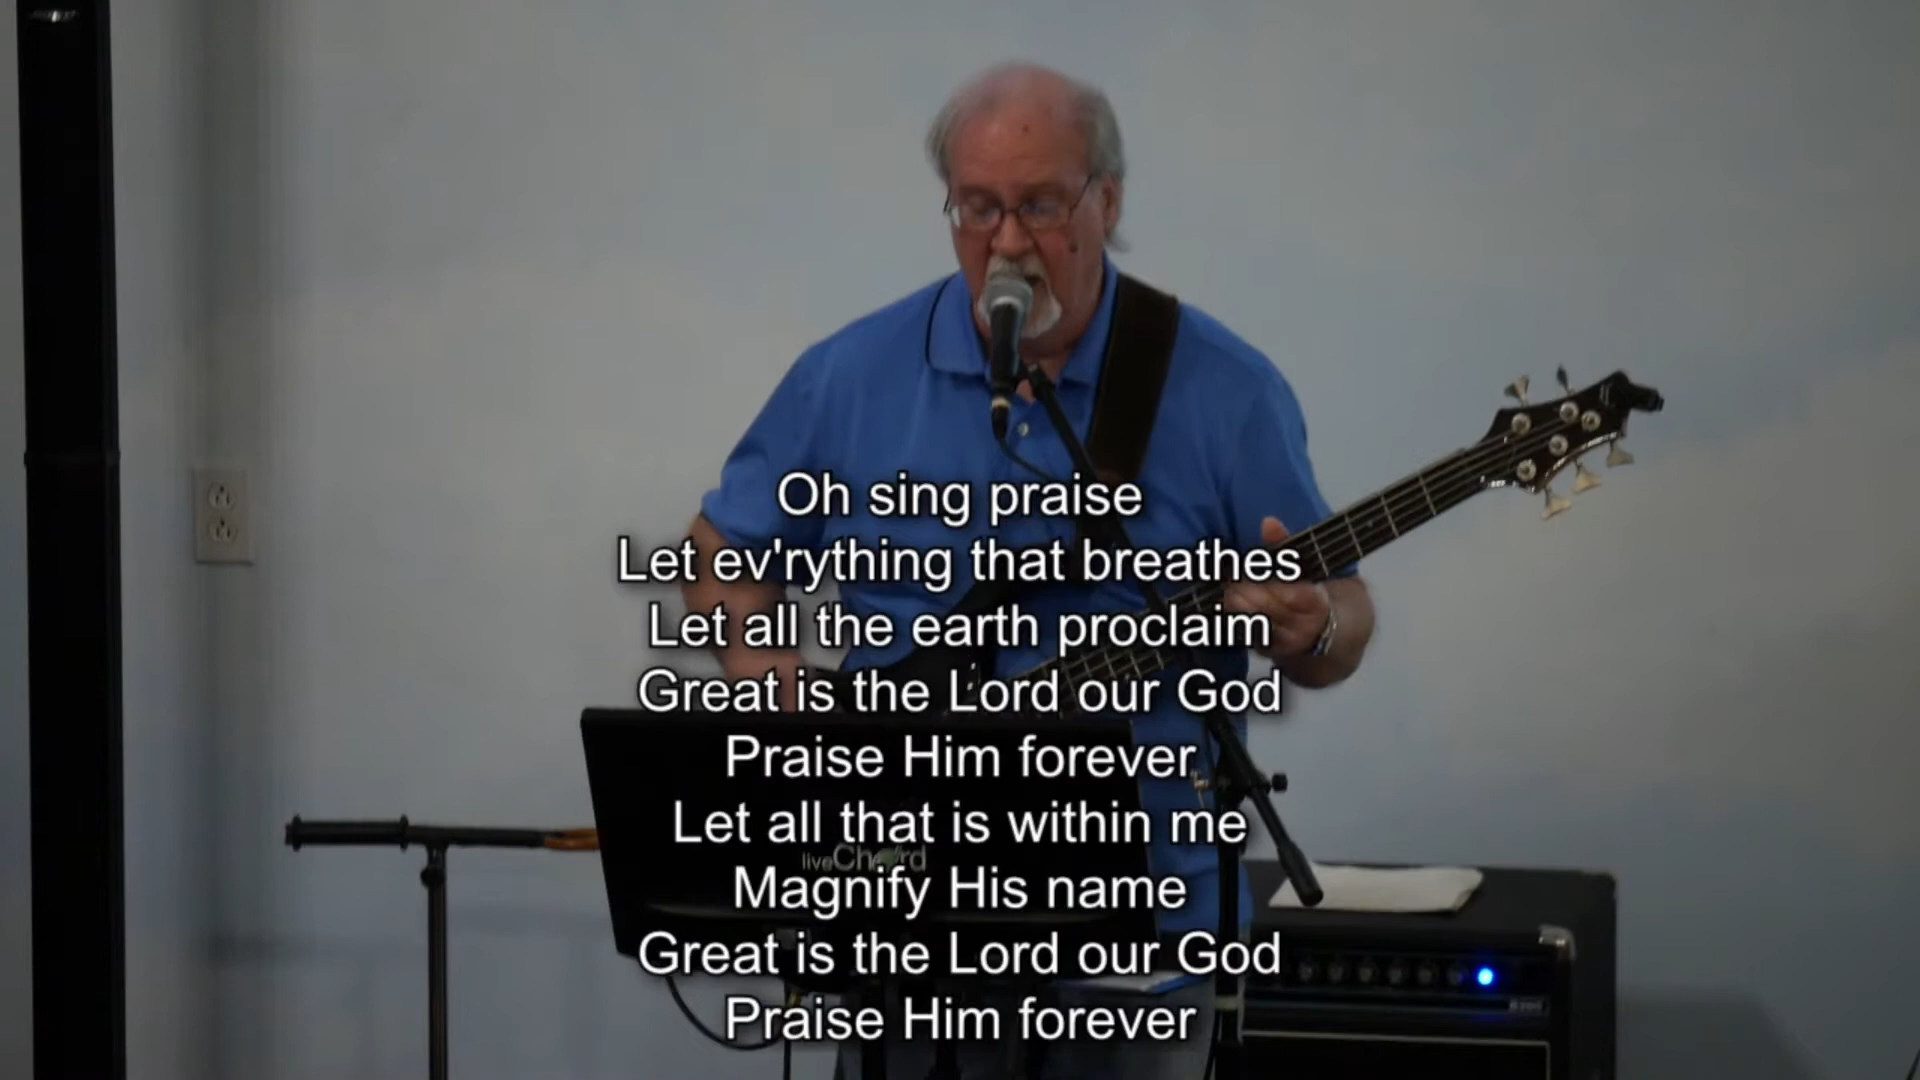 Oh sing praise
Let ev'rything that breathes
Let all the earth proclaim
Great is the Lord our God
Praise Him forever
Let all that is within me
liveChord
Magnify His name
Great is the Lord our God
Praise Him forever